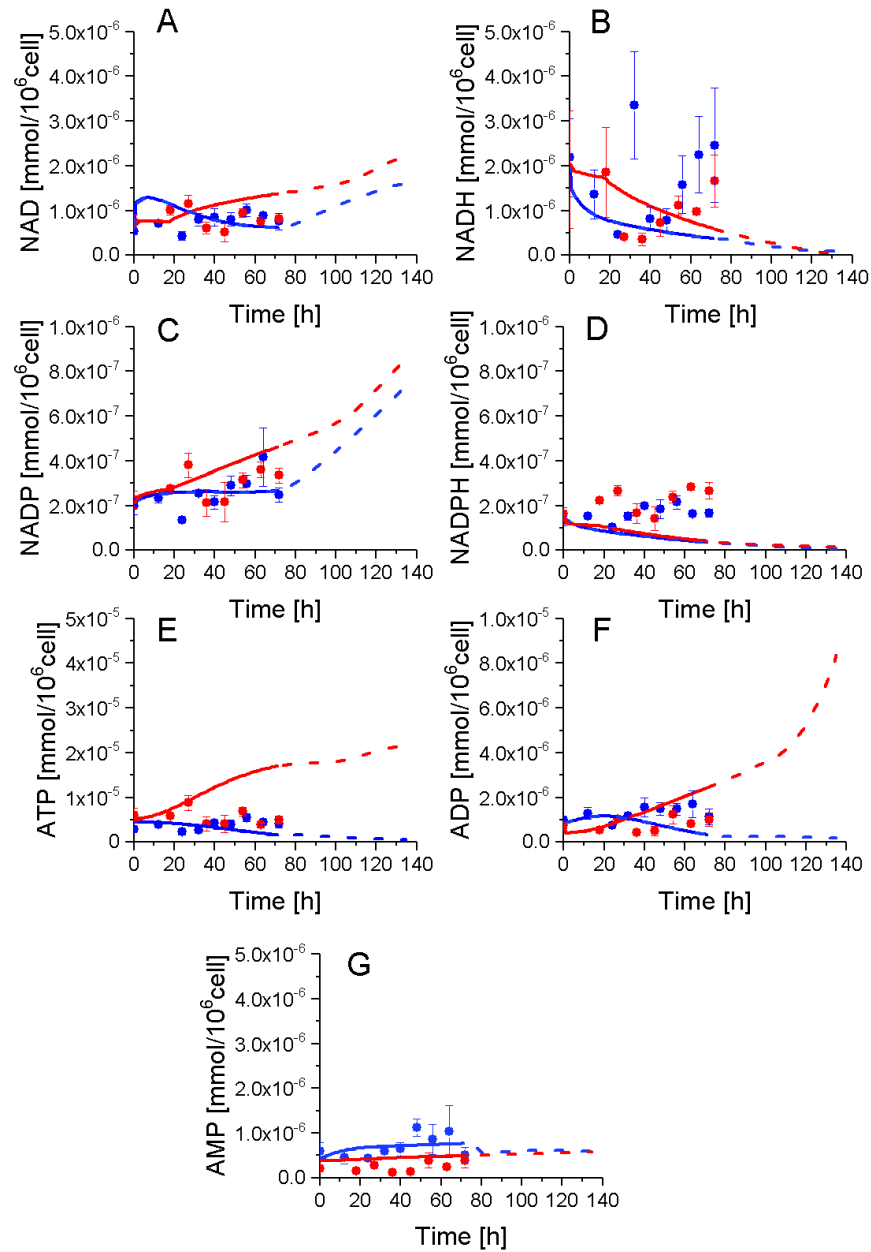 A
B
5.0x10⁻⁶
4.0x10⁻⁶
3.0x10⁻⁶
2.0x10⁻⁶
1.0x10⁻⁶
0.0
NAD [mmol/10⁶cell]
0 20 40 60 80 100 120 140
Time [h]
5.0x10⁻⁶
4.0x10⁻⁶
3.0x10⁻⁶
2.0x10⁻⁶
1.0x10⁻⁶
0.0
NADH [mmol/10⁶cell]
0 20 40 60 80 100 120 140
Time [h]
C
D
1.0x10⁻⁶
8.0x10⁻⁷
6.0x10⁻⁷
4.0x10⁻⁷
2.0x10⁻⁷
0.0
NADP [mmol/10⁶cell]
0 20 40 60 80 100 120 140
Time [h]
1.0x10⁻⁶
8.0x10⁻⁷
6.0x10⁻⁷
4.0x10⁻⁷
2.0x10⁻⁷
0.0
NADPH [mmol/10⁶cell]
0 20 40 60 80 100 120 140
Time [h]
E
F
5x10⁻⁵
4x10⁻⁵
3x10⁻⁵
2x10⁻⁵
1x10⁻⁵
0
ATP [mmol/10⁶cell]
0 20 40 60 80 100 120 140
Time [h]
1.0x10⁻⁵
8.0x10⁻⁶
6.0x10⁻⁶
4.0x10⁻⁶
2.0x10⁻⁶
0.0
ADP [mmol/10⁶cell]
0 20 40 60 80 100 120 140
Time [h]
G
5.0x10⁻⁶
4.0x10⁻⁶
3.0x10⁻⁶
2.0x10⁻⁶
1.0x10⁻⁶
0.0
AMP [mmol/10⁶cell]
0 20 40 60 80 100 120 140
Time [h]